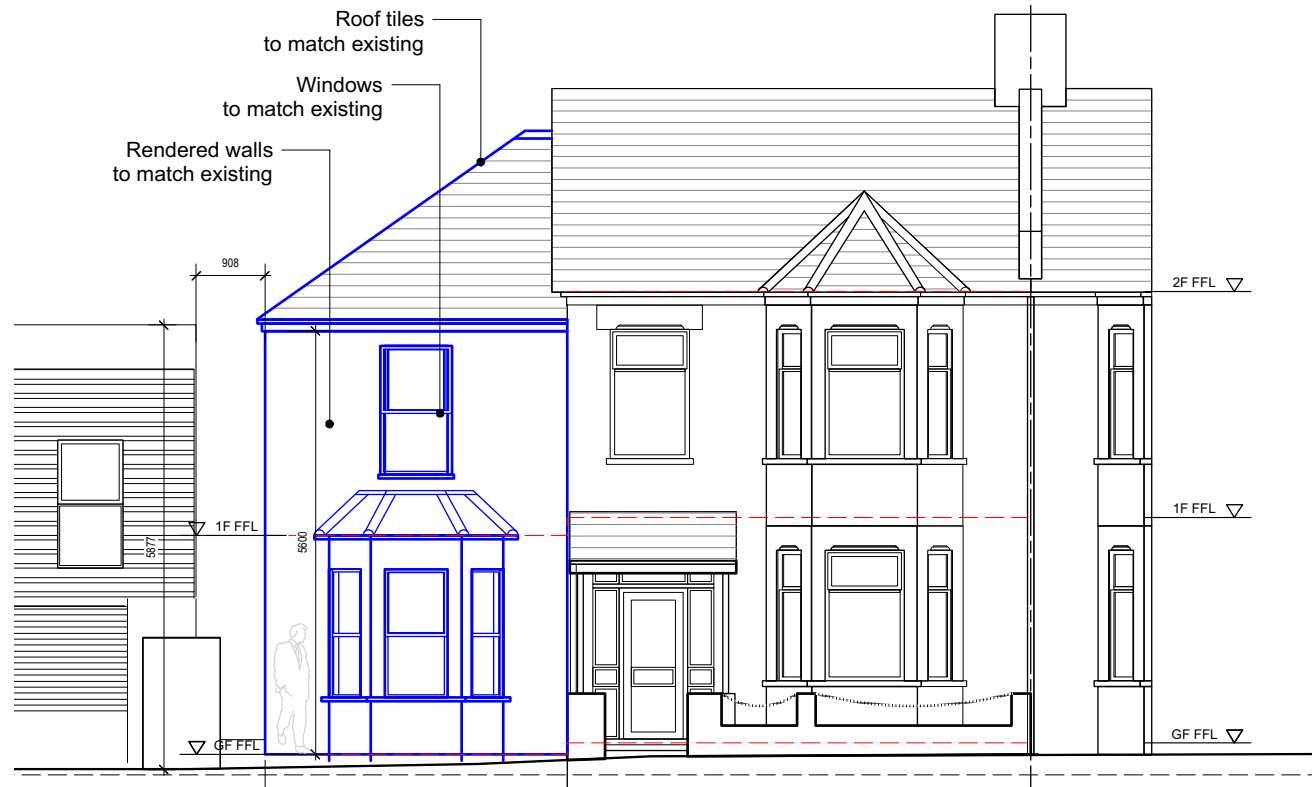 Roof tiles
to match existing
Windows
to match existing
Rendered walls
to match existing
908
2F FFL
1F FFL
1F FFL
5877
5600
GF FFL
GF FFL